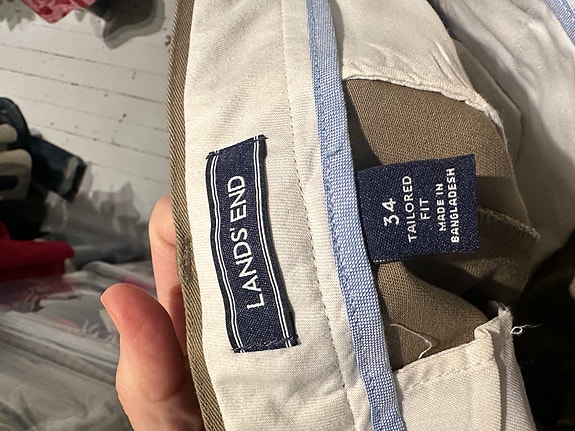 LANDS' END
34
TAILORED
FIT
MADE IN
BANGLADESH